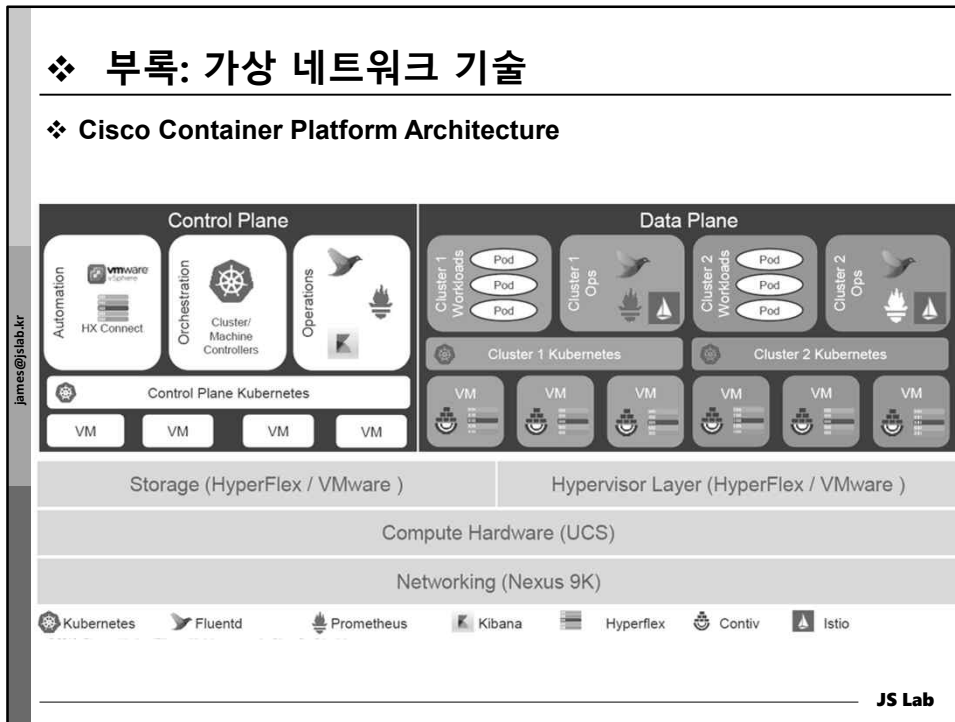 ❖ 부록: 가상 네트워크 기술
❖ Cisco Container Platform Architecture
Control Plane
Automation
vmware
vSphere
HX Connect
Orchestration
Cluster/
Machine
Controllers
Operations
Control Plane Kubernetes
VM VM VM VM
Data Plane
Cluster 1
Workloads
Pod
Pod
Pod
Cluster 1
Ops
Cluster 2
Workloads
Pod
Pod
Pod
Cluster 2
Ops
Cluster 1 Kubernetes
Cluster 2 Kubernetes
VM VM VM VM VM VM
Storage (HyperFlex / VMware )
Hypervisor Layer (HyperFlex / VMware )
Compute Hardware (UCS)
Networking (Nexus 9K)
Kubernetes Fluentd Prometheus Kibana Hyperflex Contiv Istio
james@jslab.kr
JS Lab